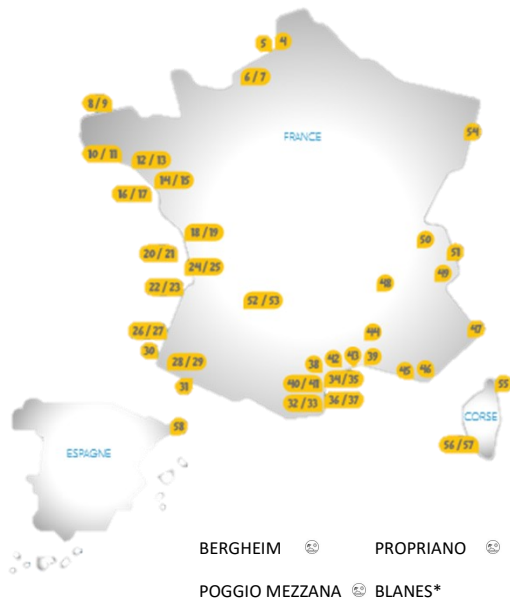 5 4
6 / 7
8 / 9
FRANCE
54
10 / 11
12 / 13
14 / 15
16 / 17
18 / 19
50
20 / 21
51
24 / 25
49
22 / 23
48
52 / 53
26 / 27
47
44
30
42 43 39
28 / 29
38
45 46
31
40 / 41 34 / 35
55
32 / 33 36 / 37
CORSE
58
56 / 57
ESPAGNE
BERGHEIM PROPRIANO
POGGIO MEZZANA BLANES*